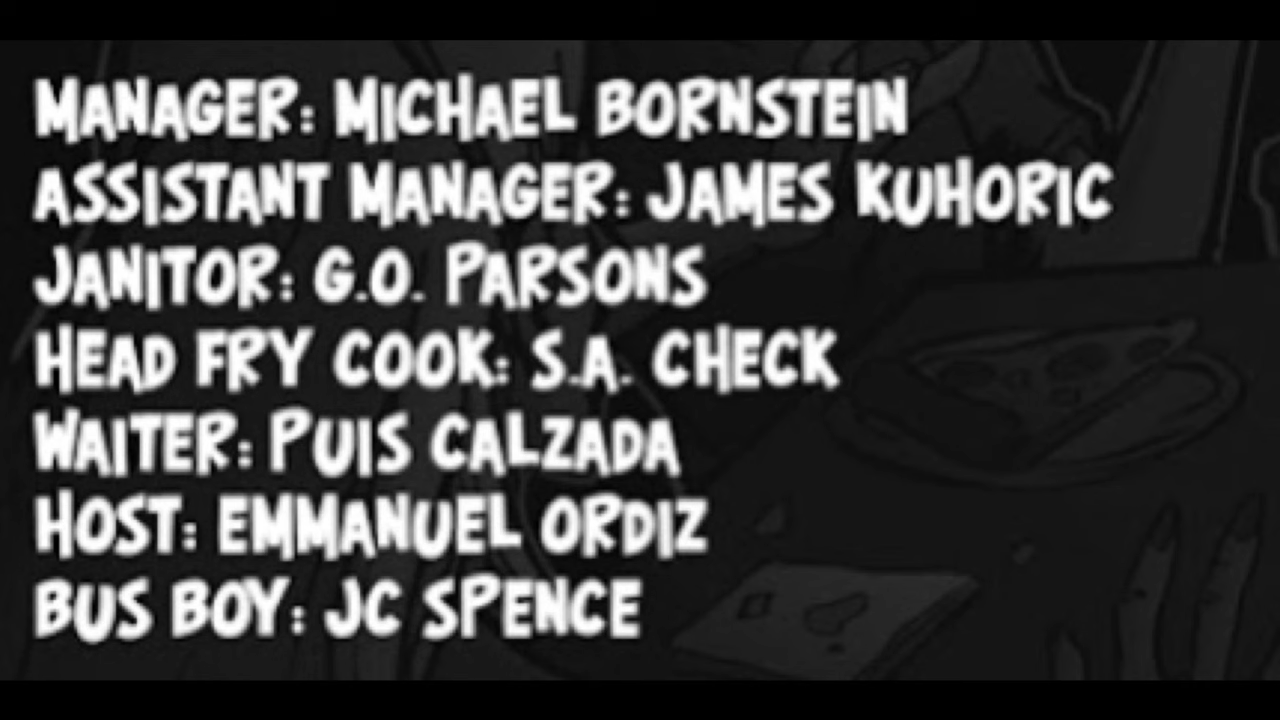 MANAGER: MICHAEL BORNSTEIN
ASSISTANT MANAGER: JAMES KUHORIC
JANITOR: G.O. PARSONS
HEAD FRY COOK: S.A. CHECK
WAITER: PUIS CALZADA
HOST: EMMANUEL ORDIZ
BUS BOY: JC SPENCE